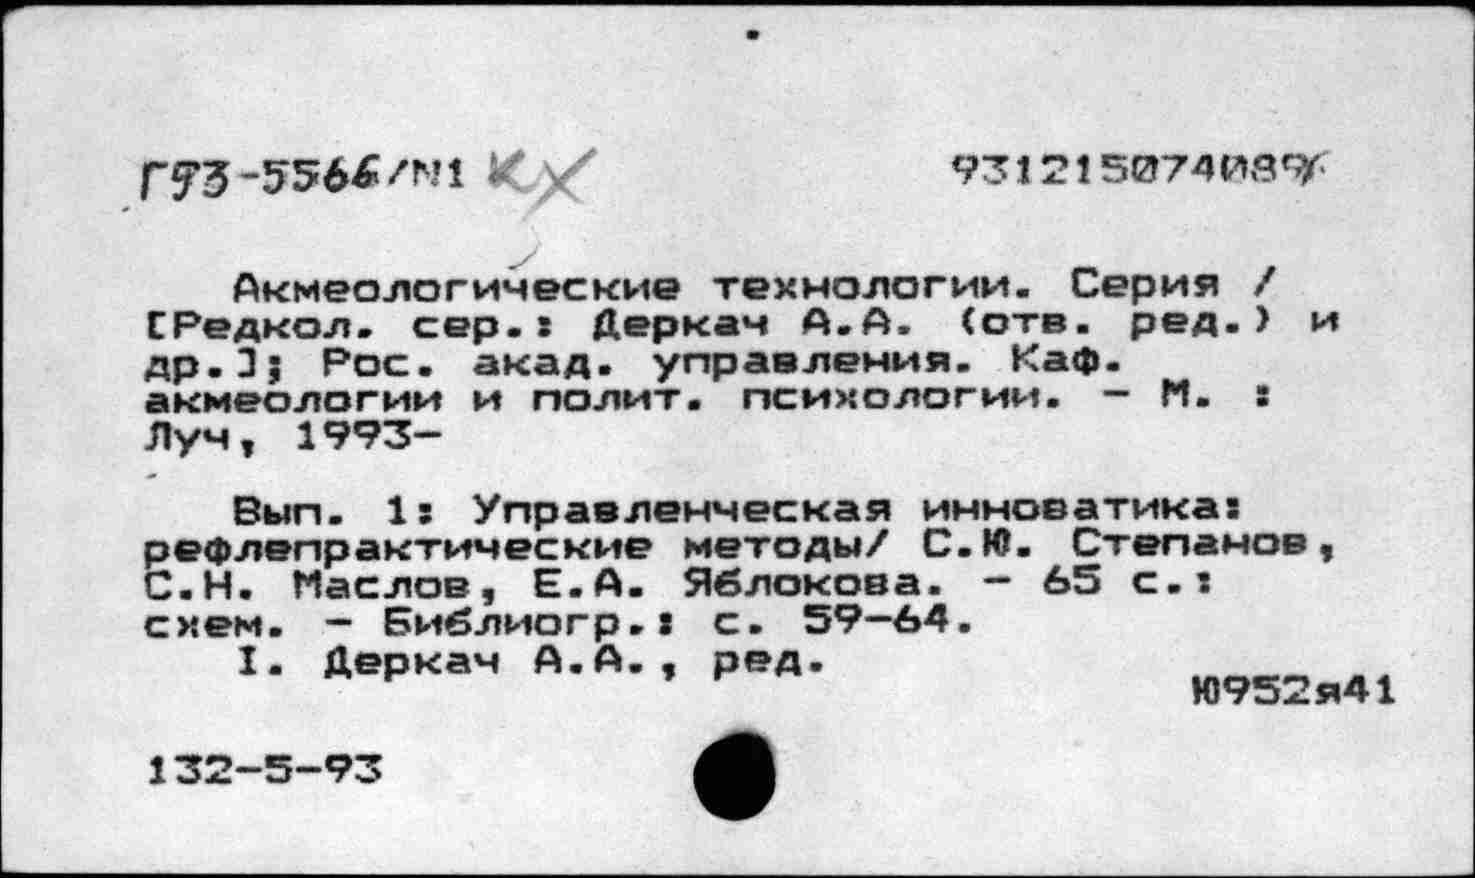 Г93-5566/N1 КХ
Акмеологические технологии. Серия /
[Редкол. сер.: Деркач А.А. (отв. ред.) и
др.]; Рос. акад. управления. Каф.
акмеологии и полит. психологии. - М. :
Луч, 1993-
Вып. 1: Управленческая инноватика:
рефлепрактические методы/ С.Ю. Степанов,
С.Н. Маслов, Е.А. Яблокова. - 65 с.:
схем. - Библиогр.: с. 59-64.
I. Деркач А.А., ред.
Ю952я41
132-5-93